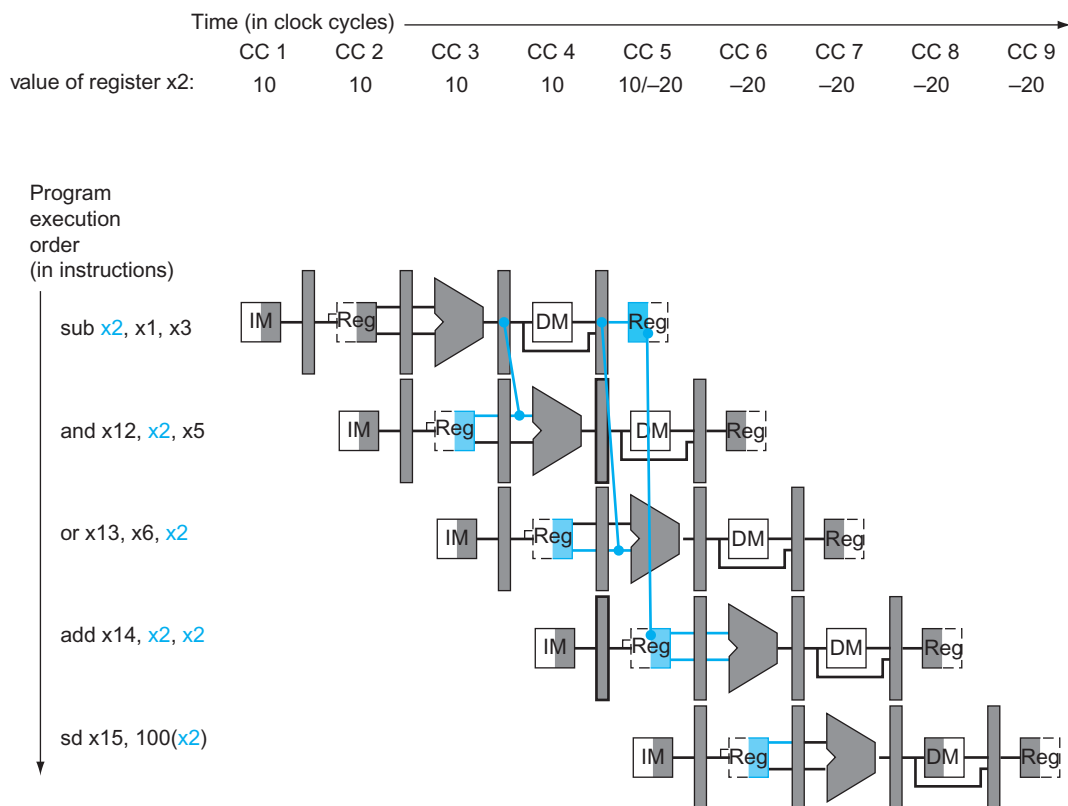 Time (in clock cycles)
CC 1 CC 2 CC 3 CC 4 CC 5 CC 6 CC 7 CC 8 CC 9
value of register x2: 10 10 10 10 10/–20 –20 –20 –20 –20
Program
execution
order
(in instructions)
sub x2, x1, x3
IM Reg DM Reg
and x12, x2, x5
IM Reg DM Reg
or x13, x6, x2
IM Reg DM Reg
add x14, x2, x2
IM Reg DM Reg
sd x15, 100(x2)
IM Reg DM Reg